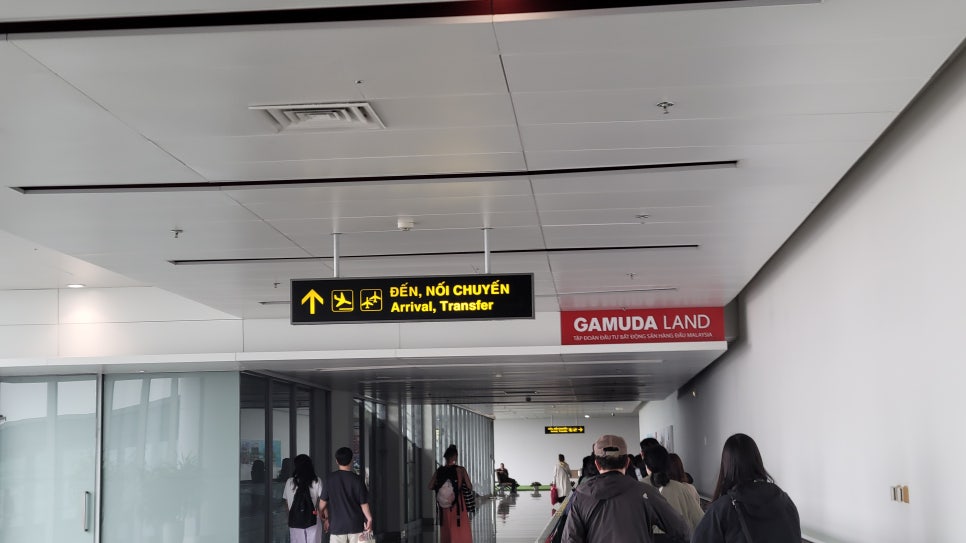 ĐẾN, NỐI CHUYẾN
Arrival, Transfer
GAMUDA LAND
TẬP ĐOÀN ĐẦU TƯ BẤT ĐỘNG SẢN HÀNG ĐẦU MALAYSIA